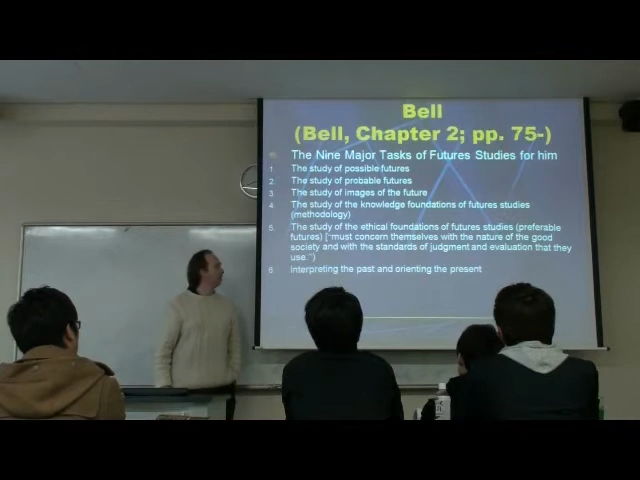 Bell
(Bell, Chapter 2; pp. 75-)
The Nine Major Tasks of Futures Studies for him
1. The study of possible futures
2. The study of probable futures
3. The study of images of the future
4. The study of the knowledge foundations of futures studies
(methodology)
5. The study of the ethical foundations of futures studies (preferable
futures) ["must concern themselves with the nature of the good
society and with the standards of judgment and evaluation that they
use.")
6. Interpreting the past and orienting the present